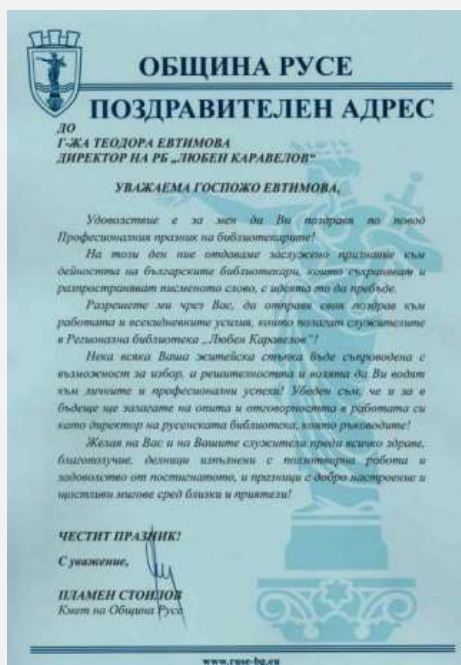 ОБЩИНА РУСЕ
ПОЗДРАВИТЕЛЕН АДРЕС
ДО
Г-ЖА ТЕОДОРА ЕВТИМОВА
ДИРЕКТОР НА РБ „ЛЮБЕН КАРАВЕЛОВ“
УВАЖАЕМА ГОСПОЖО ЕВТИМОВА,
Удоволствие е за мен да Ви поздравя по повод
Професионалния празник на библиотекарите!
На този ден ние отдаваме заслужено признание към
дейността на българските библиотекари, които съхраняват и
разпространяват писменото слово, с идеята то да пребъде.
Разрешете ми чрез Вас, да отправя своя поздрав към
работата и всекидневните усилия, които полагат служителите
в Регионална библиотека „Любен Каравелов“!
Нека всяка Ваша житейска стъпка бъде съпроводена с
възможност за избор, а решителността и волята да Ви водят
към личните и професионални успехи! Убеден съм, че и за в
бъдеще ще залагате на опита и отговорността в работата си
като директор на русенската библиотека, която ръководите!
Желая на Вас и на Вашите служители преди всичко здраве,
благополучие, делници изпълнени с ползотворна работа и
задоволство от постигнатото, и празници с добро настроение и
щастливи мигове сред близки и приятели!
ЧЕСТИТ ПРАЗНИК!
С уважение,
ПЛАМЕН СТОИЛОВ
Кмет на Община Русе
www.ruse-bg.eu